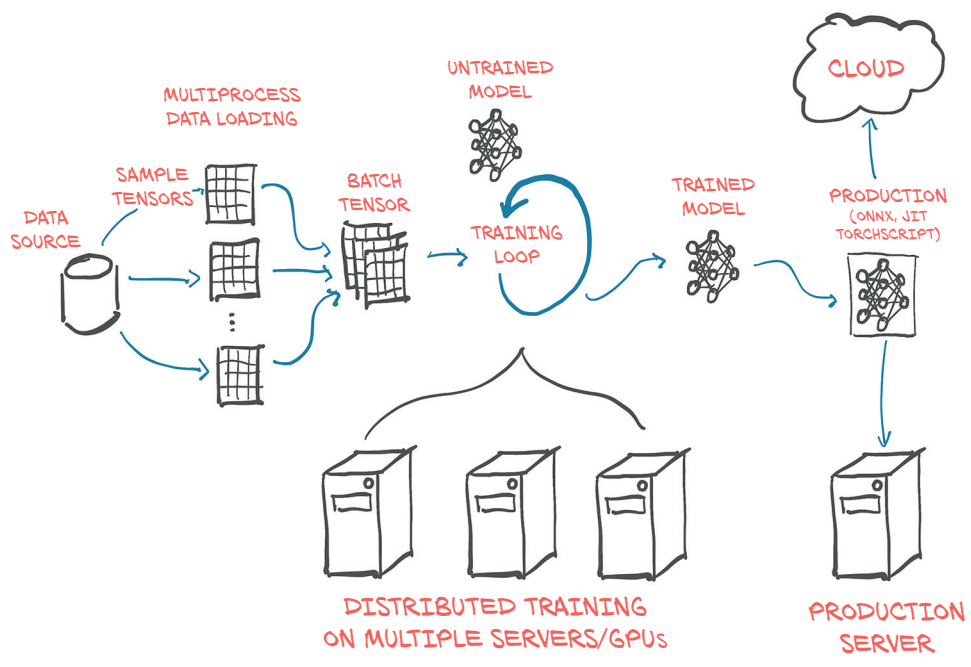 UNTRAINED
MODEL
CLOUD
MULTIPROCESS
DATA LOADING
SAMPLE
TENSORS
BATCH
TENSOR
TRAINED
MODEL
PRODUCTION
(ONNX, JIT
TORCHSCRIPT)
DATA
SOURCE
TRAINING
LOOP
...
DISTRIBUTED TRAINING
ON MULTIPLE SERVERS/GPUs
PRODUCTION
SERVER